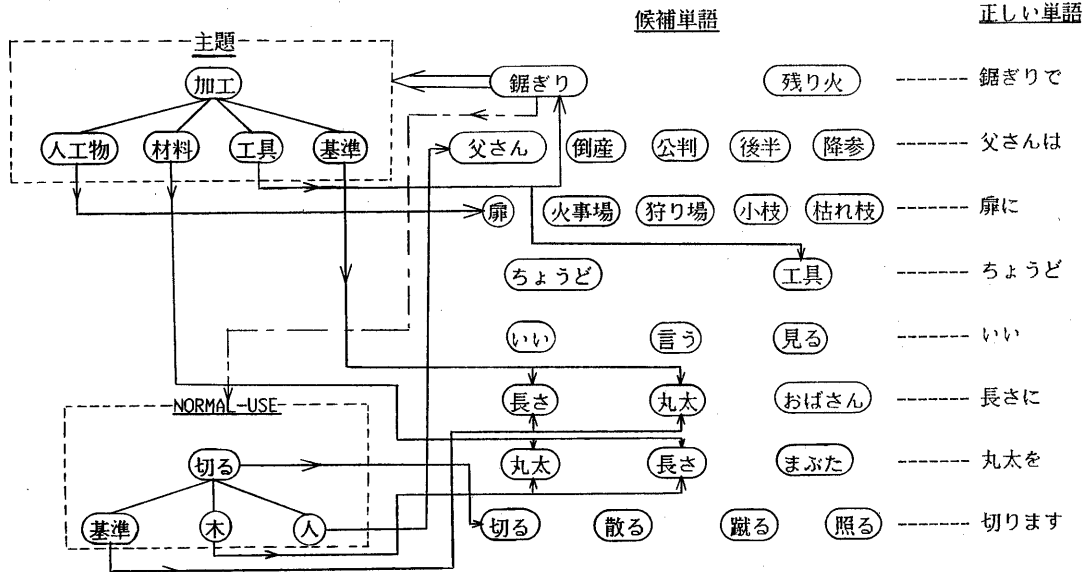 候補単語 正しい単語
主題
加工 鋸ぎり 残り火 ------- 鋸ぎりで
人工物 材料 工具 基準 父さん 倒産 公判 後半 降参 ------- 父さんは
扉 火事場 狩り場 小枝 枯れ枝 ------- 扉に
ちょうど 工具 ------- ちょうど
いい 言う 見る ------- いい
NORMAL-USE 長さ 丸太 おばさん ------- 長さに
切る 丸太 長さ まぶた ------- 丸太を
基準 木 人 切る 散る 蹴る 照る ------- 切ります